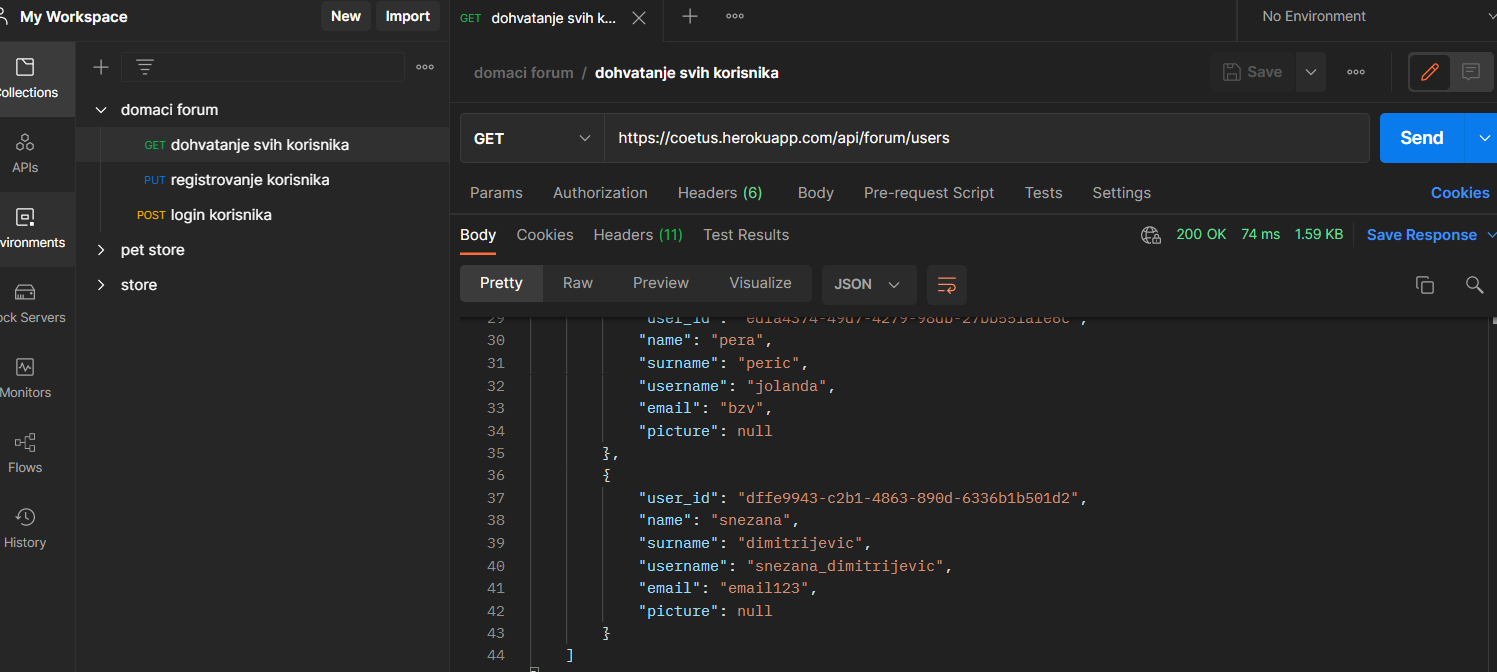 My Workspace
New
Import
GET dohvatanje svih k...
No Environment
ollections
APIs
vironments
ock Servers
Monitors
Flows
History
domaci forum
GET dohvatanje svih korisnika
PUT registrovanje korisnika
POST login korisnika
pet store
store
domaci forum / dohvatanje svih korisnika
Save
GET
https://coetus.herokuapp.com/api/forum/users
Send
Params Authorization Headers (6) Body Pre-request Script Tests Settings Cookies
Body Cookies Headers (11) Test Results 200 OK 74 ms 1.59 KB Save Response
Pretty Raw Preview Visualize JSON
29 "user_id"
30 "name": "pera",
31 "surname": "peric",
32 "username": "jolanda",
33 "email": "bzv",
34 "picture": null
35 },
36 {
37 "user_id": "dffe9943-c2b1-4863-890d-6336b1b501d2",
38 "name": "snezana",
39 "surname": "dimitrijevic",
40 "username": "snezana_dimitrijevic",
41 "email": "email123",
42 "picture": null
43 }
44 ]